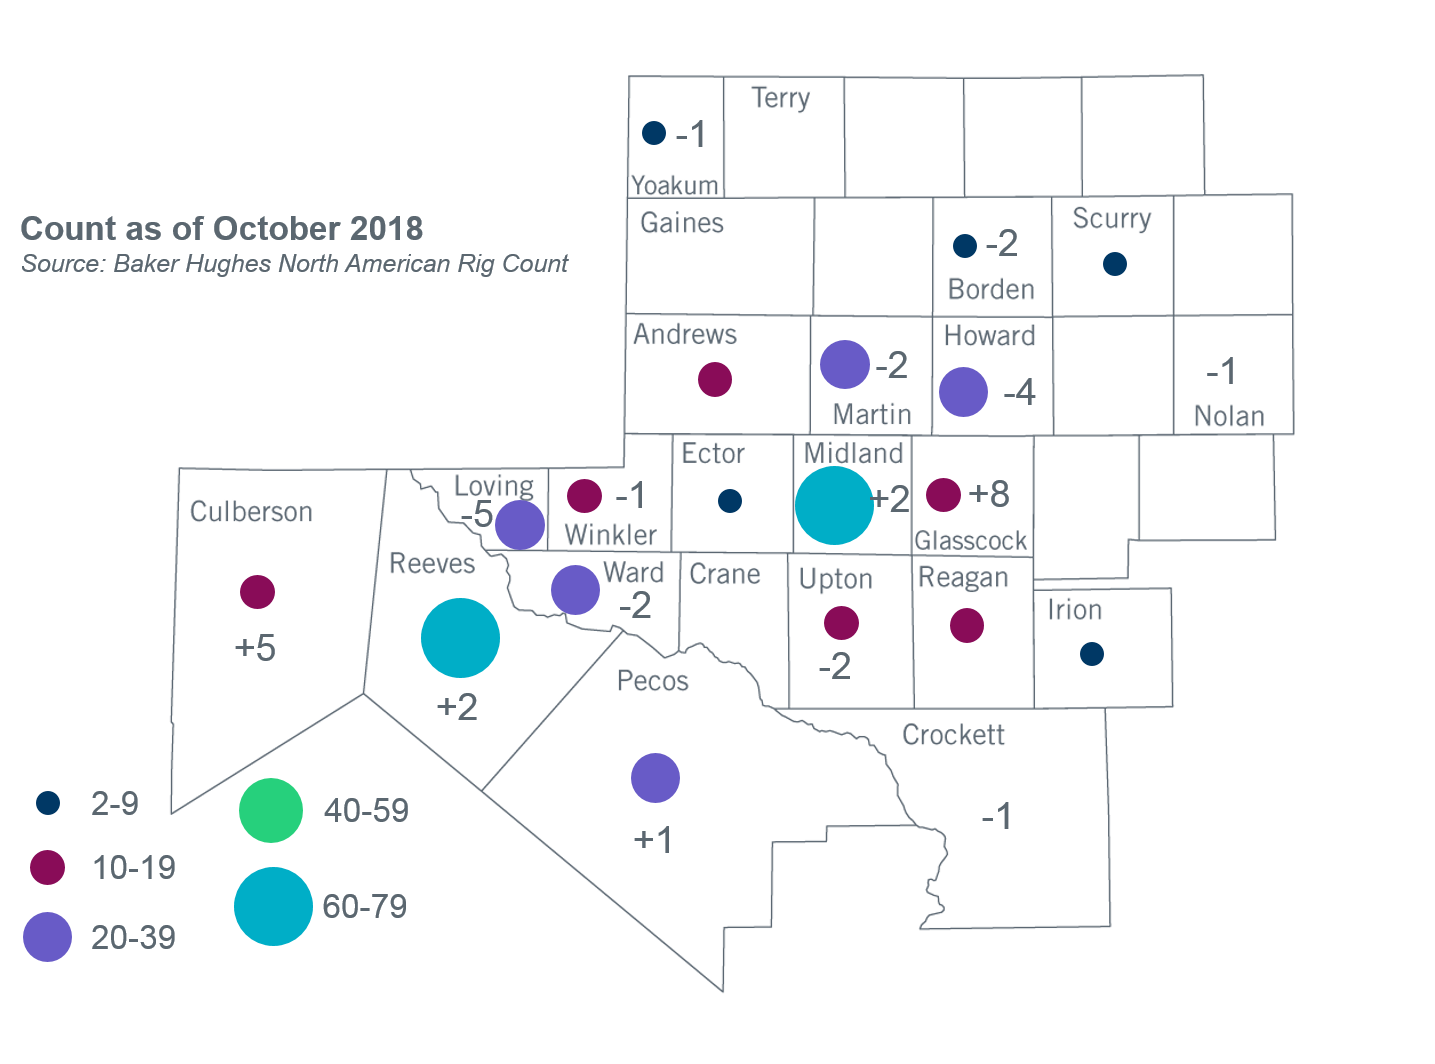 Terry
-1
Yoakum
Count as of October 2018
Source: Baker Hughes North American Rig Count
Gaines
-2
Borden
Scurry
Andrews
-2
Martin
Howard
-4
-1
Nolan
Culberson
+5
Loving
-5
-1
Winkler
Ector
Midland
+2
+8
Glasscock
Reeves
+2
Ward
-2
Crane
Upton
-2
Reagan
Irion
Pecos
+1
Crockett
-1
2-9
10-19
20-39
40-59
60-79